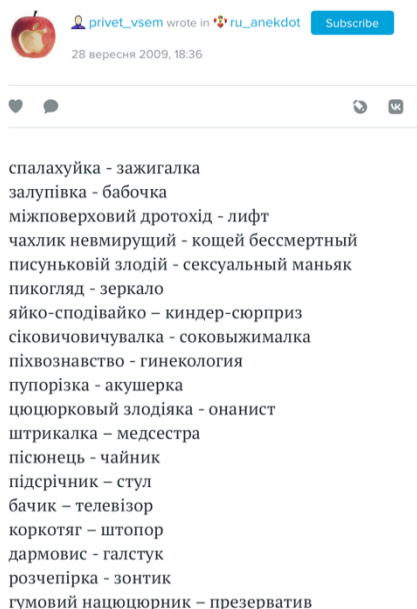 privet_vsem wrote in ru_anekdot Subscribe
28 вересня 2009, 18:36
спалахуйка - зажигалка
залупівка - бабочка
міжповерховий дротохід - лифт
чахлик невмирущий - кощей бессмертный
писуньковій злодій - сексуальный маньяк
пикогляд - зеркало
яйко-сподівайко – киндер-сюрприз
сіковичовичувалка - соковыжималка
піхвознавство - гинекология
пупорізка - акушерка
цюцюрковый злодіяка - онанист
штрикалка – медсестра
пісюнець - чайник
підсрічник – стул
бачик – телевізор
коркотяг – штопор
дармовис - галстук
розчепірка - зонтик
гумовий нацюцюрник – презерватив